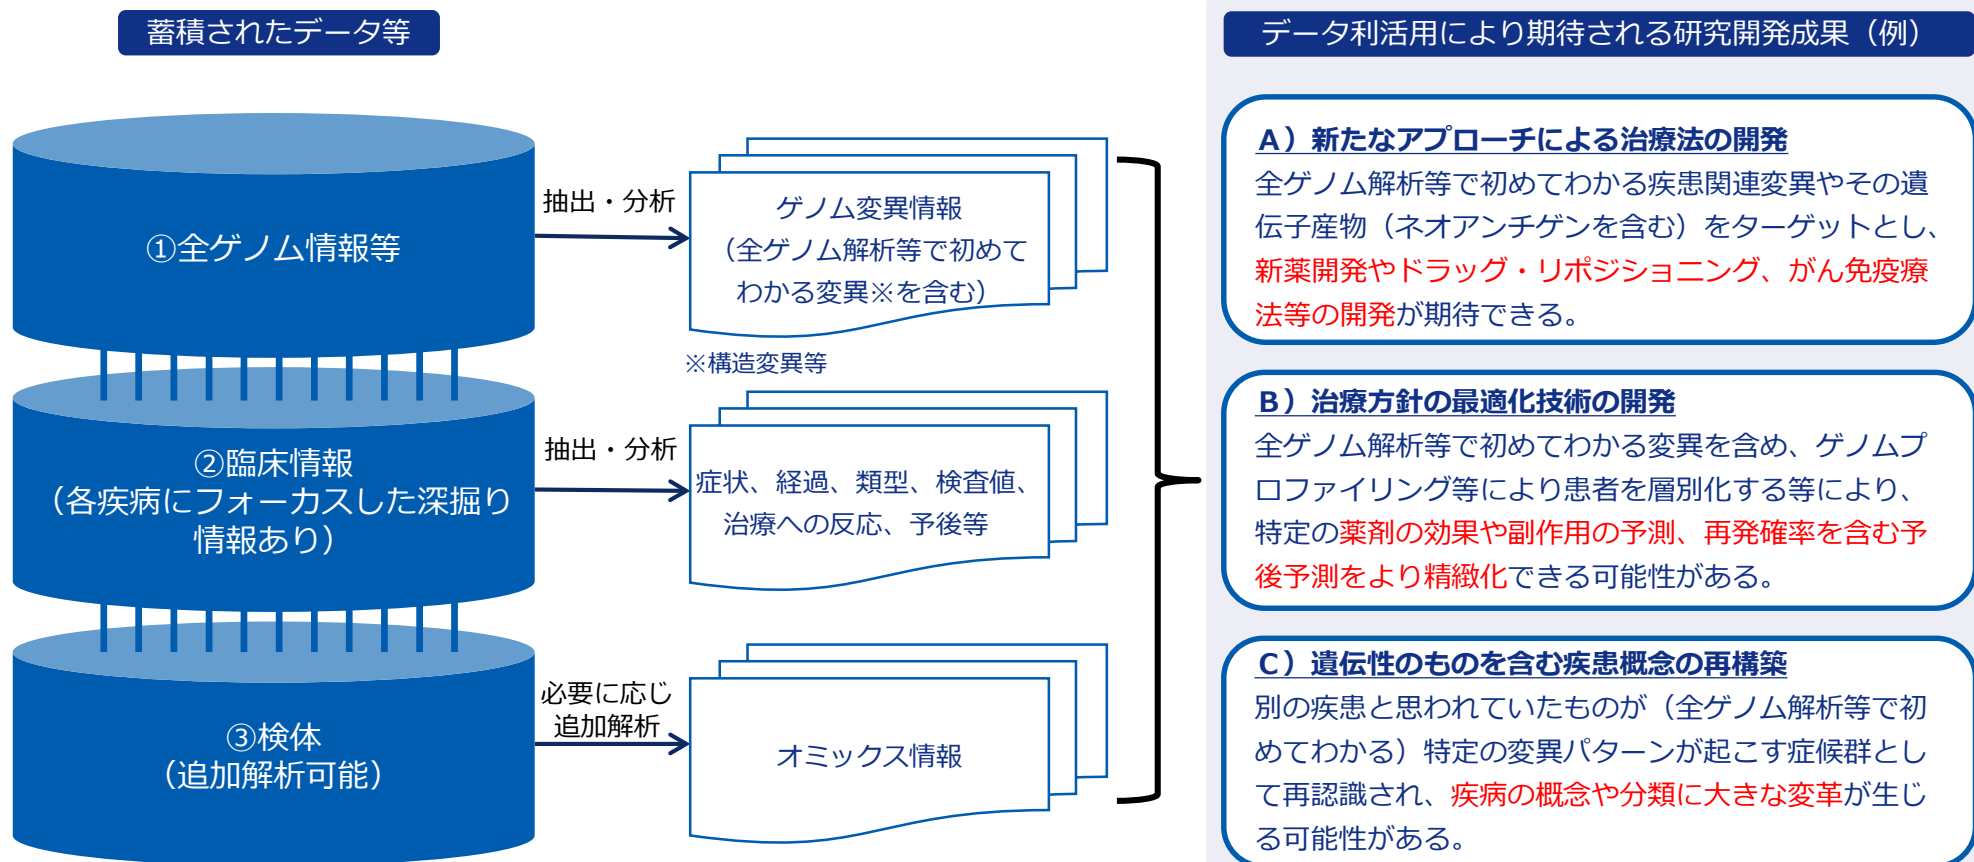 蓄積されたデータ等
①全ゲノム情報等
②臨床情報
（各疾病にフォーカスした深掘り
情報あり）
③検体
（追加解析可能）
抽出・分析
抽出・分析
必要に応じ
追加解析
ゲノム変異情報
（全ゲノム解析等で初めて
わかる変異※を含む）
※構造変異等
症状、経過、類型、検査値、
治療への反応、予後等
オミックス情報
データ利活用により期待される研究開発成果（例）
A）新たなアプローチによる治療法の開発
全ゲノム解析等で初めてわかる疾患関連変異やその遺
伝子産物（ネオアンチゲンを含む）をターゲットとし、
新薬開発やドラッグ・リポジショニング、がん免疫療
法等の開発が期待できる。
B）治療方針の最適化技術の開発
全ゲノム解析等で初めてわかる変異を含め、ゲノムプ
ロファイリング等により患者を層別化する等により、
特定の薬剤の効果や副作用の予測、再発確率を含む予
後予測をより精緻化できる可能性がある。
C）遺伝性のものを含む疾患概念の再構築
別の疾患と思われていたものが（全ゲノム解析等で初
めてわかる）特定の変異パターンが起こす症候群とし
て再認識され、疾病の概念や分類に大きな変革が生じ
る可能性がある。